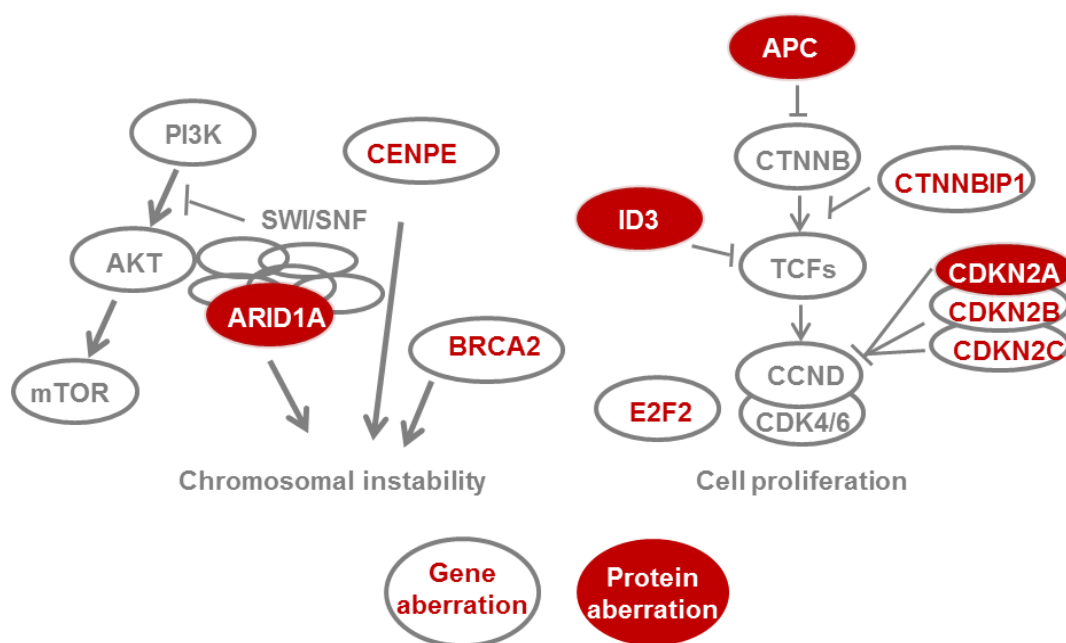 APC
PI3K
CENPE
CTNNB
CTNNBIP1
SWI/SNF
ID3
AKT
TCFs
CDKN2A
ARID1A
CDKN2B
BRCA2
CDKN2C
mTOR
CCND
E2F2
CDK4/6
Chromosomal instability
Cell proliferation
Gene
aberration
Protein
aberration